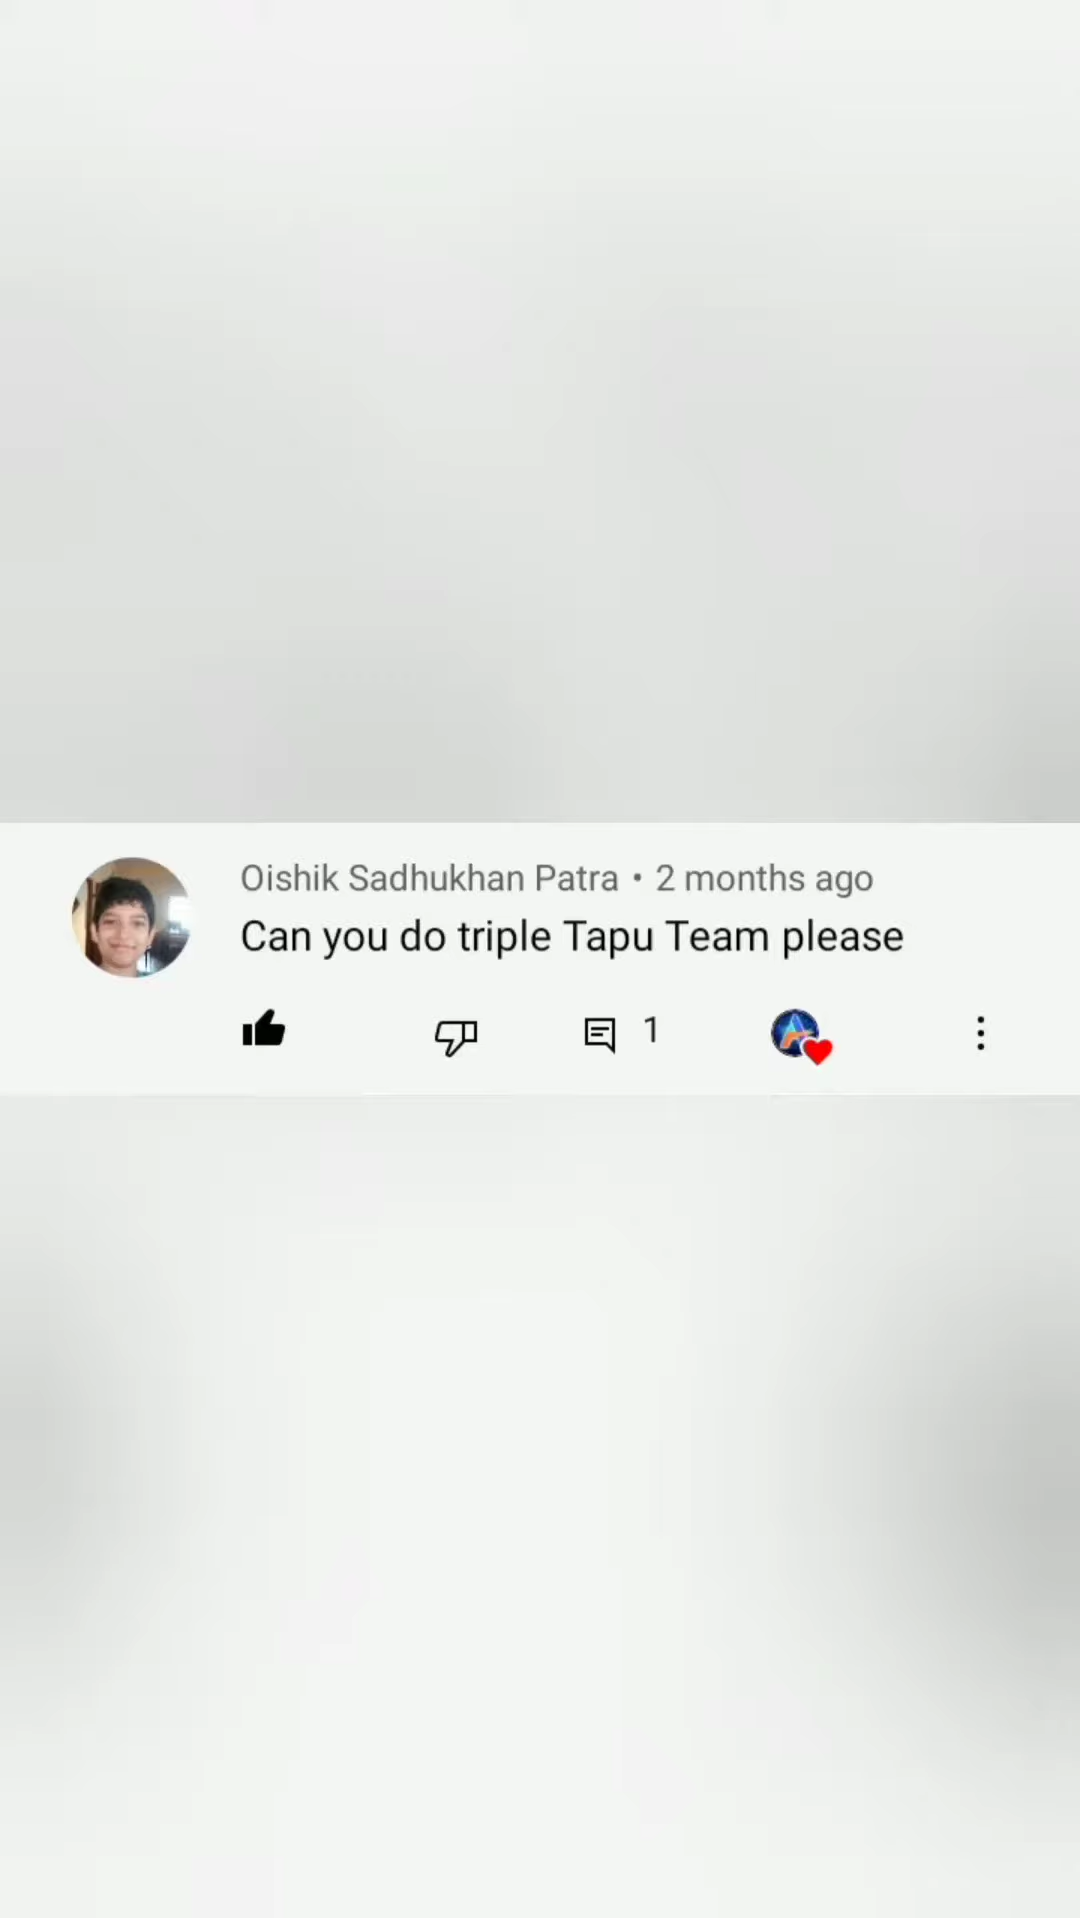 Oishik Sadhukhan Patra • 2 months ago
Can you do triple Tapu Team please
1